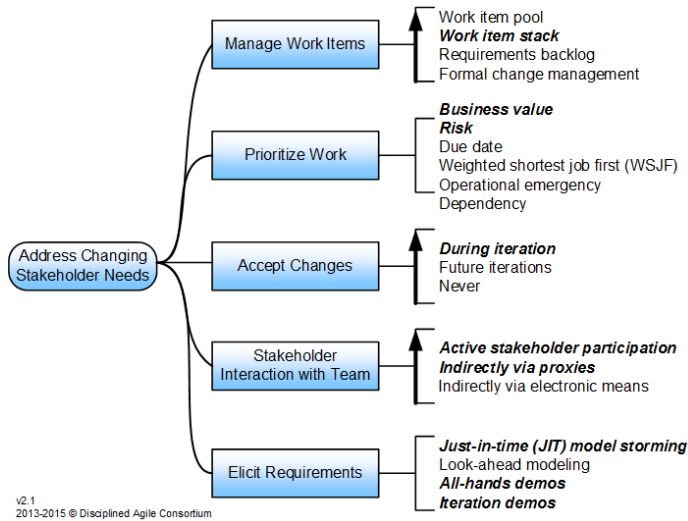 Manage Work Items
Work item pool
Work item stack
Requirements backlog
Formal change management
Prioritize Work
Business value
Risk
Due date
Weighted shortest job first (WSJF)
Operational emergency
Dependency
Address Changing
Stakeholder Needs
Accept Changes
During iteration
Future iterations
Never
Stakeholder
Interaction with Team
Active stakeholder participation
Indirectly via proxies
Indirectly via electronic means
Elicit Requirements
Just-in-time (JIT) model storming
Look-ahead modeling
All-hands demos
Iteration demos
v2.1
2013-2015 © Disciplined Agile Consortium